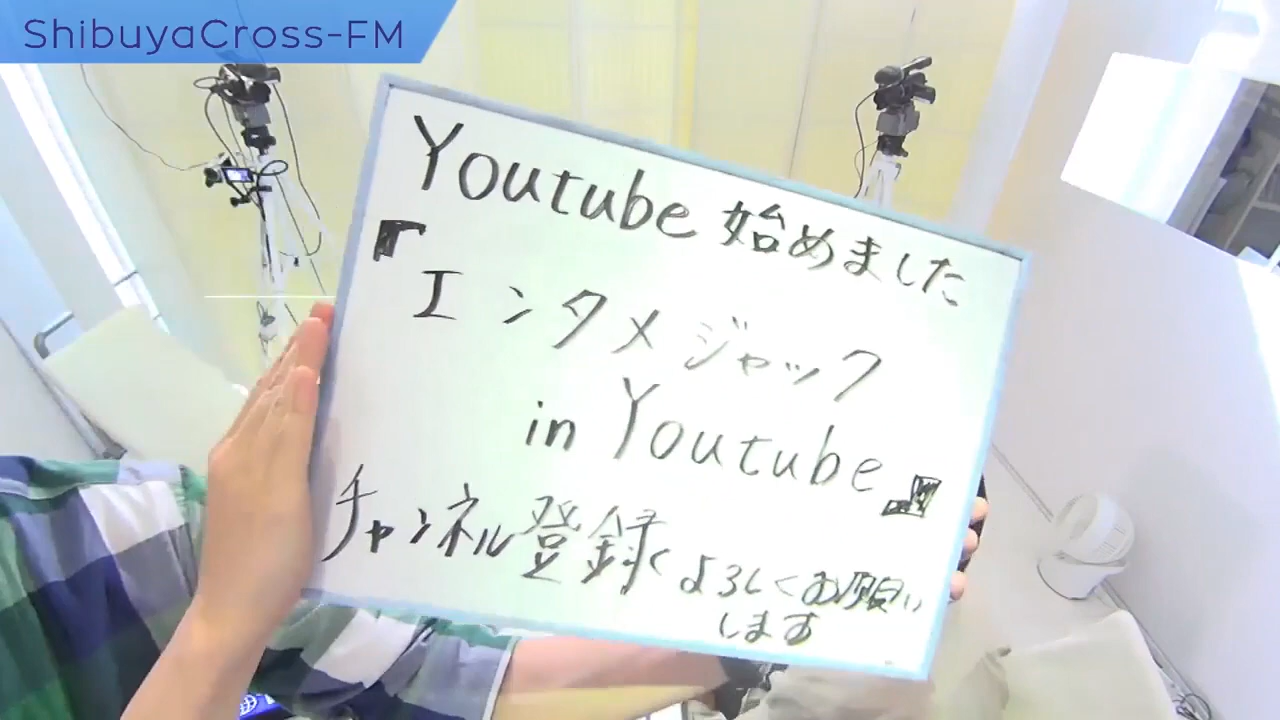 ShibuyaCross-FM
Youtube 始めました
『エンタメジャック
in Youtube』
チャンネル登録よろしくお願い
します